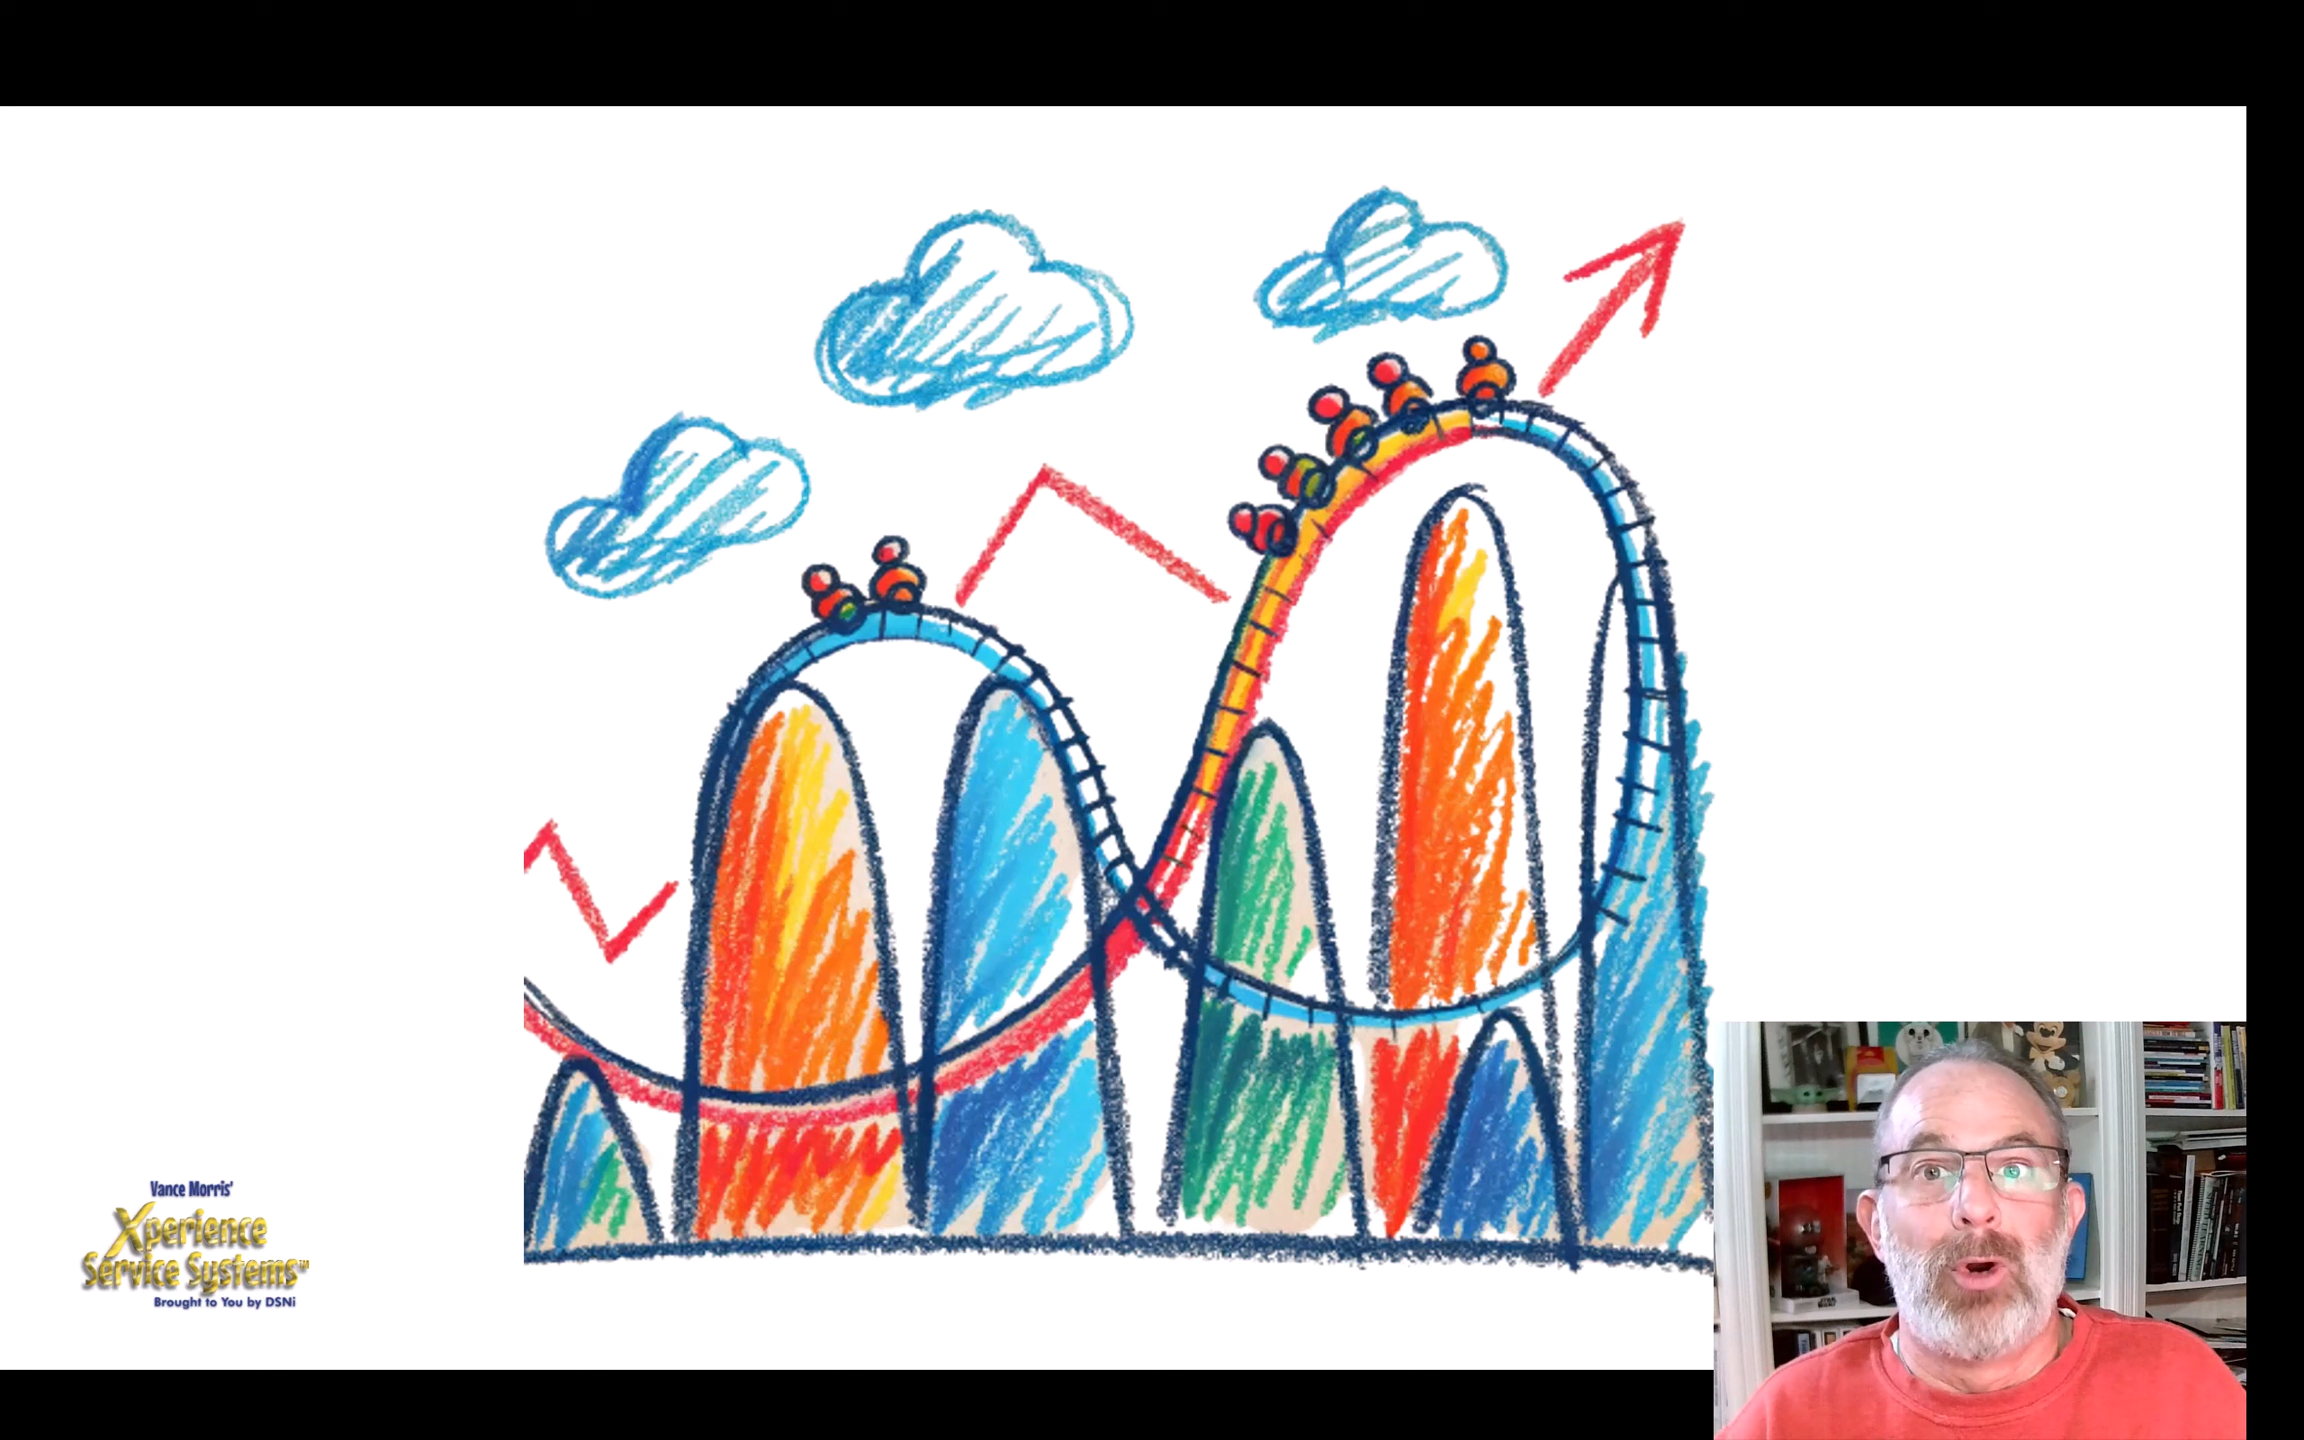 Vance Morris'
Xperience
Service Systems™
Brought to You by DSNi